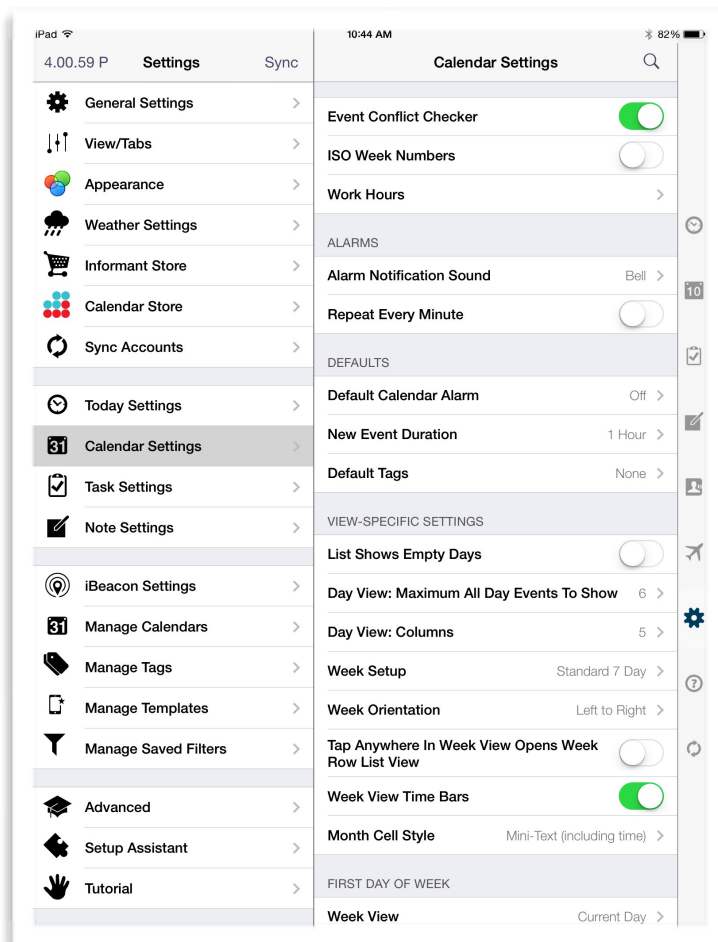 iPad 10:44 AM 82%
4.00.59 P Settings Sync
General Settings
View/Tabs
Appearance
Weather Settings
Informant Store
Calendar Store
Sync Accounts
Today Settings
31 Calendar Settings
Task Settings
Note Settings
iBeacon Settings
31 Manage Calendars
Manage Tags
Manage Templates
Manage Saved Filters
Advanced
Setup Assistant
Tutorial
Calendar Settings
Event Conflict Checker
ISO Week Numbers
Work Hours
ALARMS
Alarm Notification Sound Bell
Repeat Every Minute
DEFAULTS
Default Calendar Alarm Off
New Event Duration 1 Hour
Default Tags None
VIEW-SPECIFIC SETTINGS
List Shows Empty Days
Day View: Maximum All Day Events To Show 6
Day View: Columns 5
Week Setup Standard 7 Day
Week Orientation Left to Right
Tap Anywhere In Week View Opens Week
Row List View
Week View Time Bars
Month Cell Style Mini-Text (including time)
FIRST DAY OF WEEK
Week View Current Day
10
?